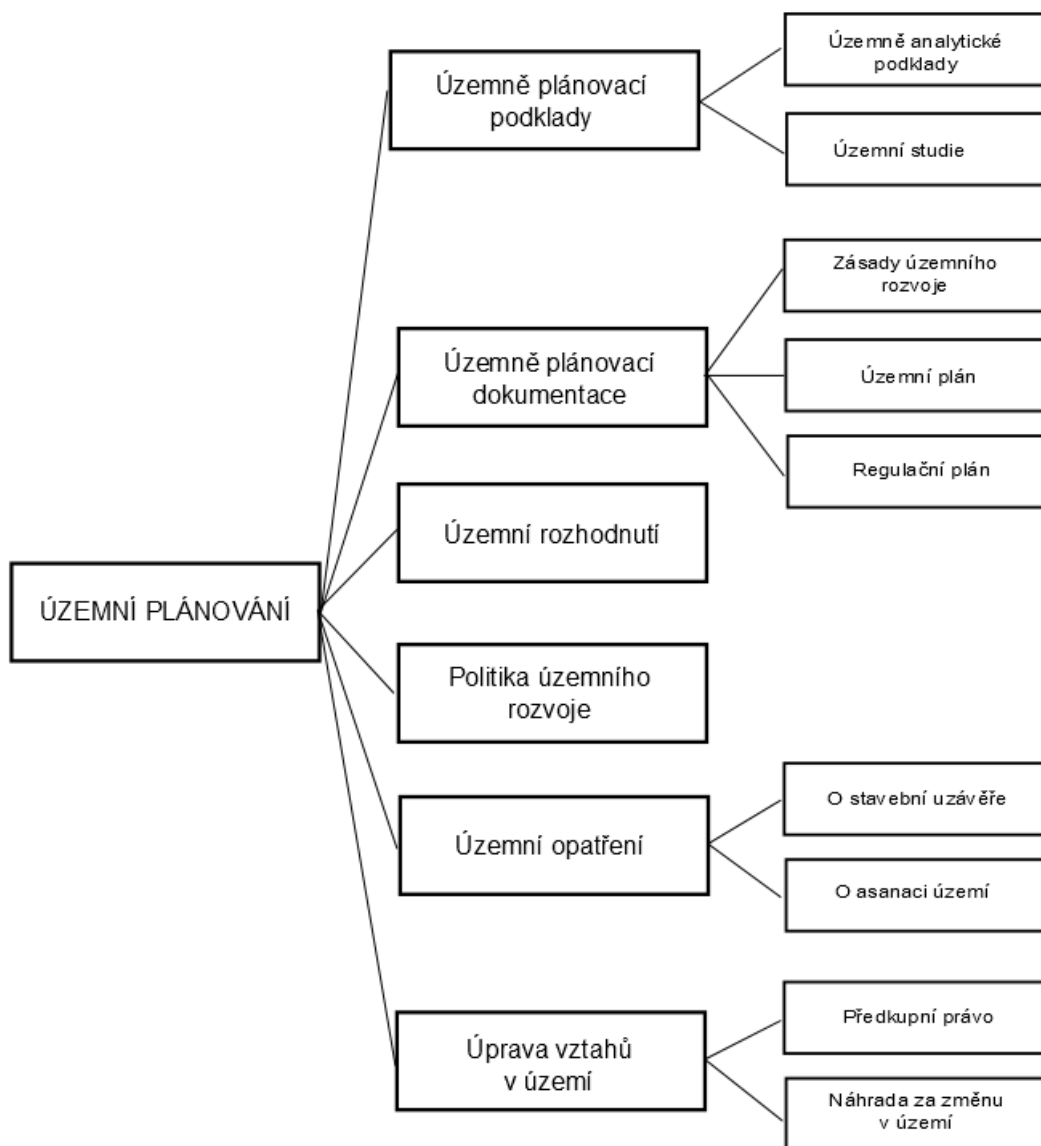 ÚZEMNÍ PLÁNOVÁNÍ
Územně plánovací
podklady
Územně analytické
podklady
Územní studie
Územně plánovací
dokumentace
Zásady územního
rozvoje
Územní plán
Regulační plán
Územní rozhodnutí
Politika územního
rozvoje
Územní opatření
O stavební uzávěře
O asanaci území
Úprava vztahů
v území
Předkupní právo
Náhrada za změnu
v území